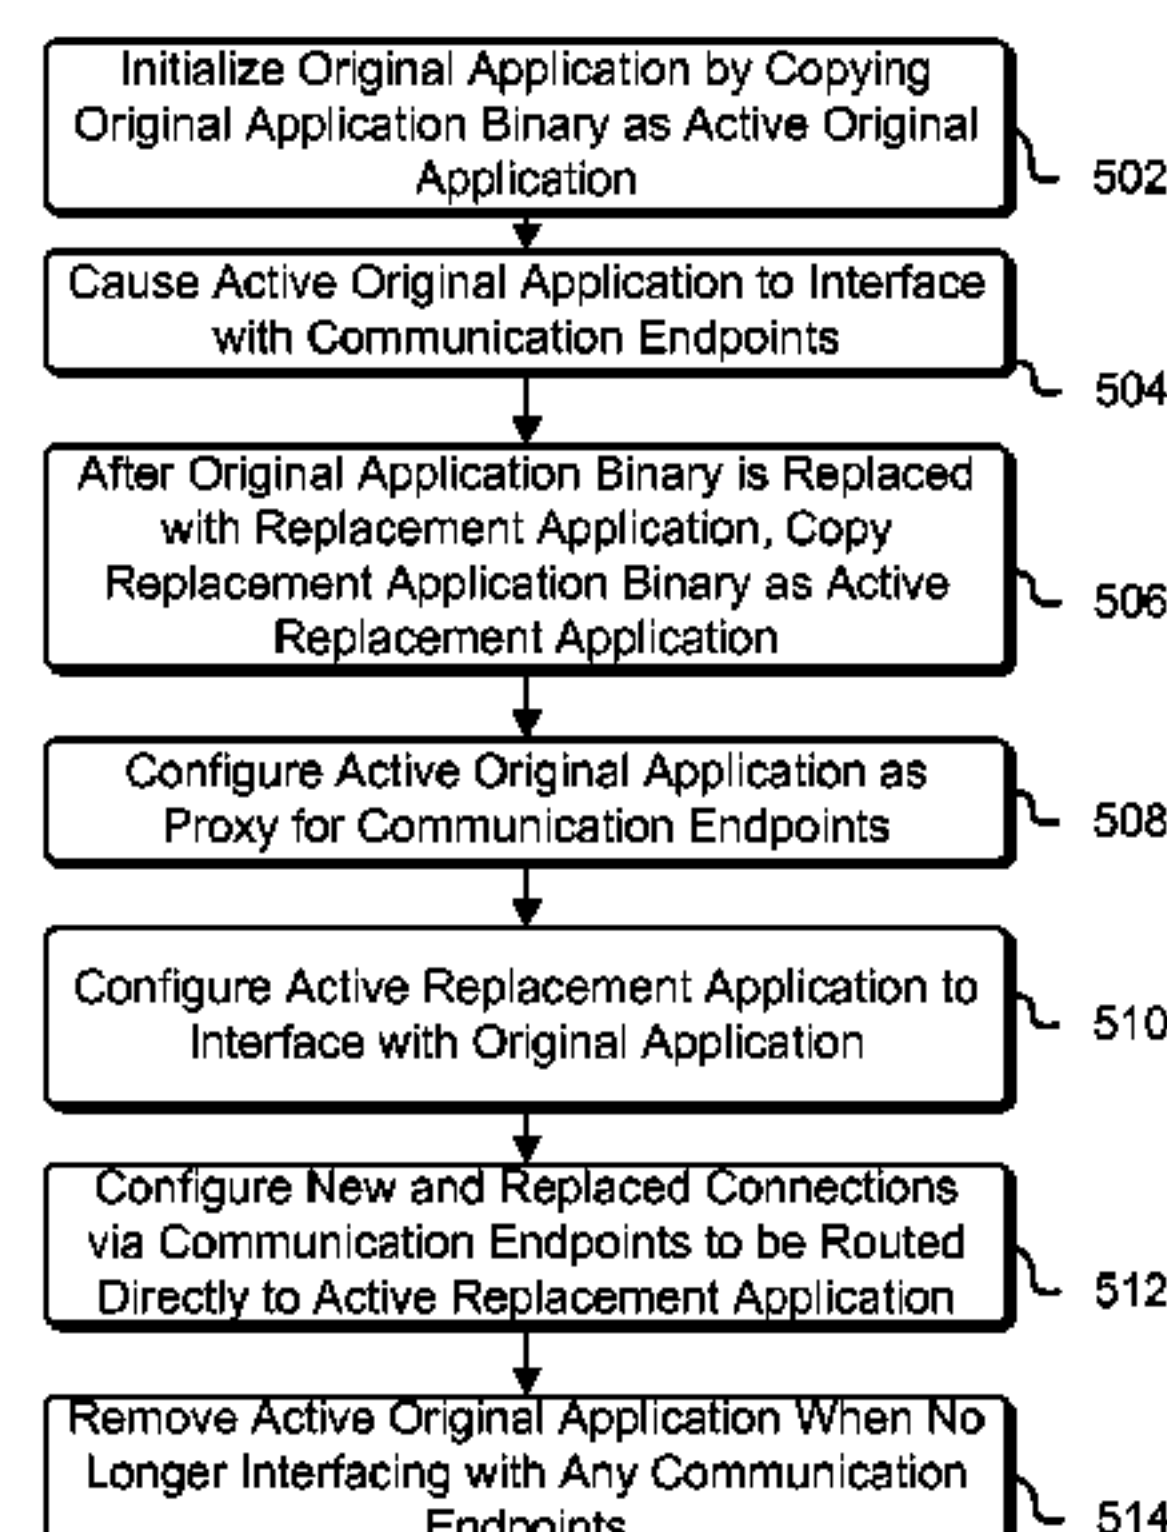 Initialize Original Application by Copying
Original Application Binary as Active Original
Application
502
Cause Active Original Application to Interface
with Communication Endpoints
504
After Original Application Binary is Replaced
with Replacement Application, Copy
Replacement Application Binary as Active
Replacement Application
506
Configure Active Original Application as
Proxy for Communication Endpoints
508
Configure Active Replacement Application to
Interface with Original Application
510
Configure New and Replaced Connections
via Communication Endpoints to be Routed
Directly to Active Replacement Application
512
Remove Active Original Application When No
Longer Interfacing with Any Communication
Endpoints
514